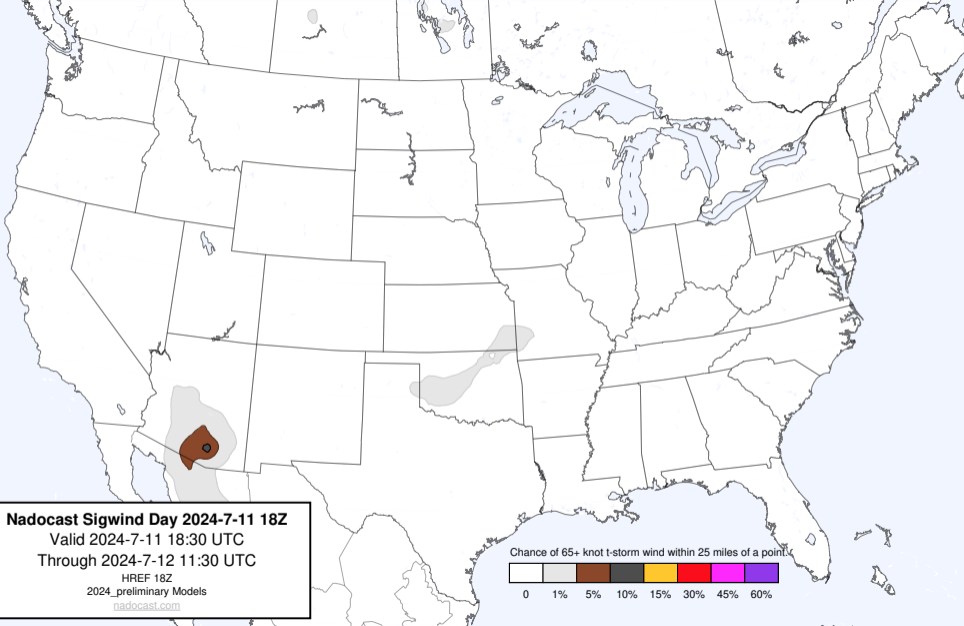 Nadocast Sigwind Day 2024-7-11 18Z
Valid 2024-7-11 18:30 UTC
Through 2024-7-12 11:30 UTC
HREF 18Z
2024_preliminary Models
nadocast.com
Chance of 65+ knot t-storm wind within 25 miles of a point.
0 1% 5% 10% 15% 30% 45% 60%